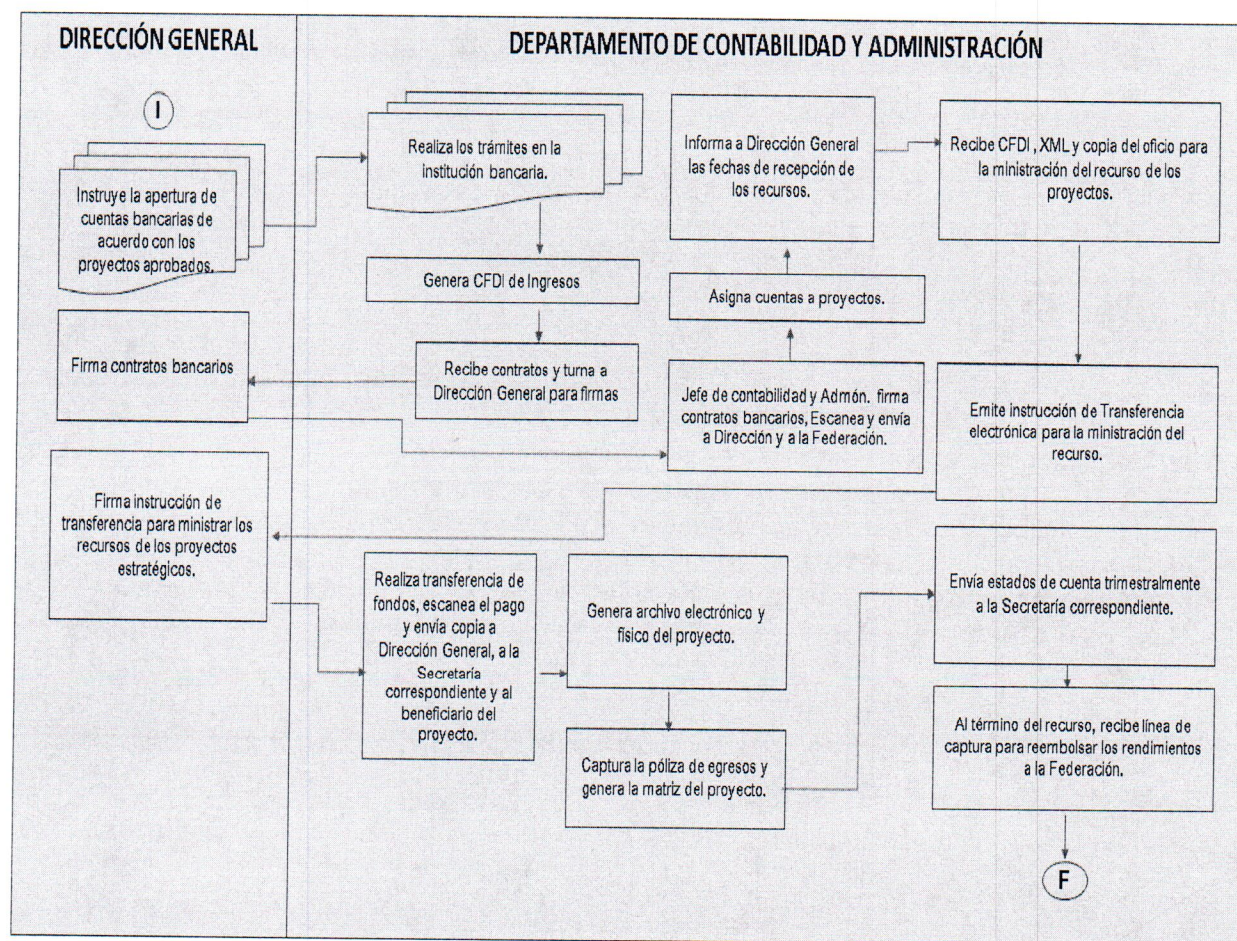 DIRECCIÓN GENERAL
DEPARTAMENTO DE CONTABILIDAD Y ADMINISTRACIÓN
I
Instruye la apertura de
cuentas bancarias de
acuerdo con los
proyectos aprobados.
Realiza los trámites en la
institución bancaria.
Genera CFDI de Ingresos
Recibe contratos y turna a
Dirección General para firmas
Firma contratos bancarios
Jefe de contabilidad y Admón. firma
contratos bancarios, Escanea y envía
a Dirección y a la Federación.
Asigna cuentas a proyectos.
Informa a Dirección General
las fechas de recepción de
los recursos.
Recibe CFDI, XML y copia del oficio para
la ministración del recurso de los
proyectos.
Emite instrucción de Transferencia
electrónica para la ministración del
recurso.
Firma instrucción de
transferencia para ministrar los
recursos de los proyectos
estratégicos.
Realiza transferencia de
fondos, escanea el pago
y envía copia a
Dirección General, a la
Secretaría
correspondiente y al
beneficiario del
proyecto.
Genera archivo electrónico y
físico del proyecto.
Captura la póliza de egresos y
genera la matriz del proyecto.
Envía estados de cuenta trimestralmente
a la Secretaría correspondiente.
Al término del recurso, recibe línea de
captura para reembolsar los rendimientos
a la Federación.
F